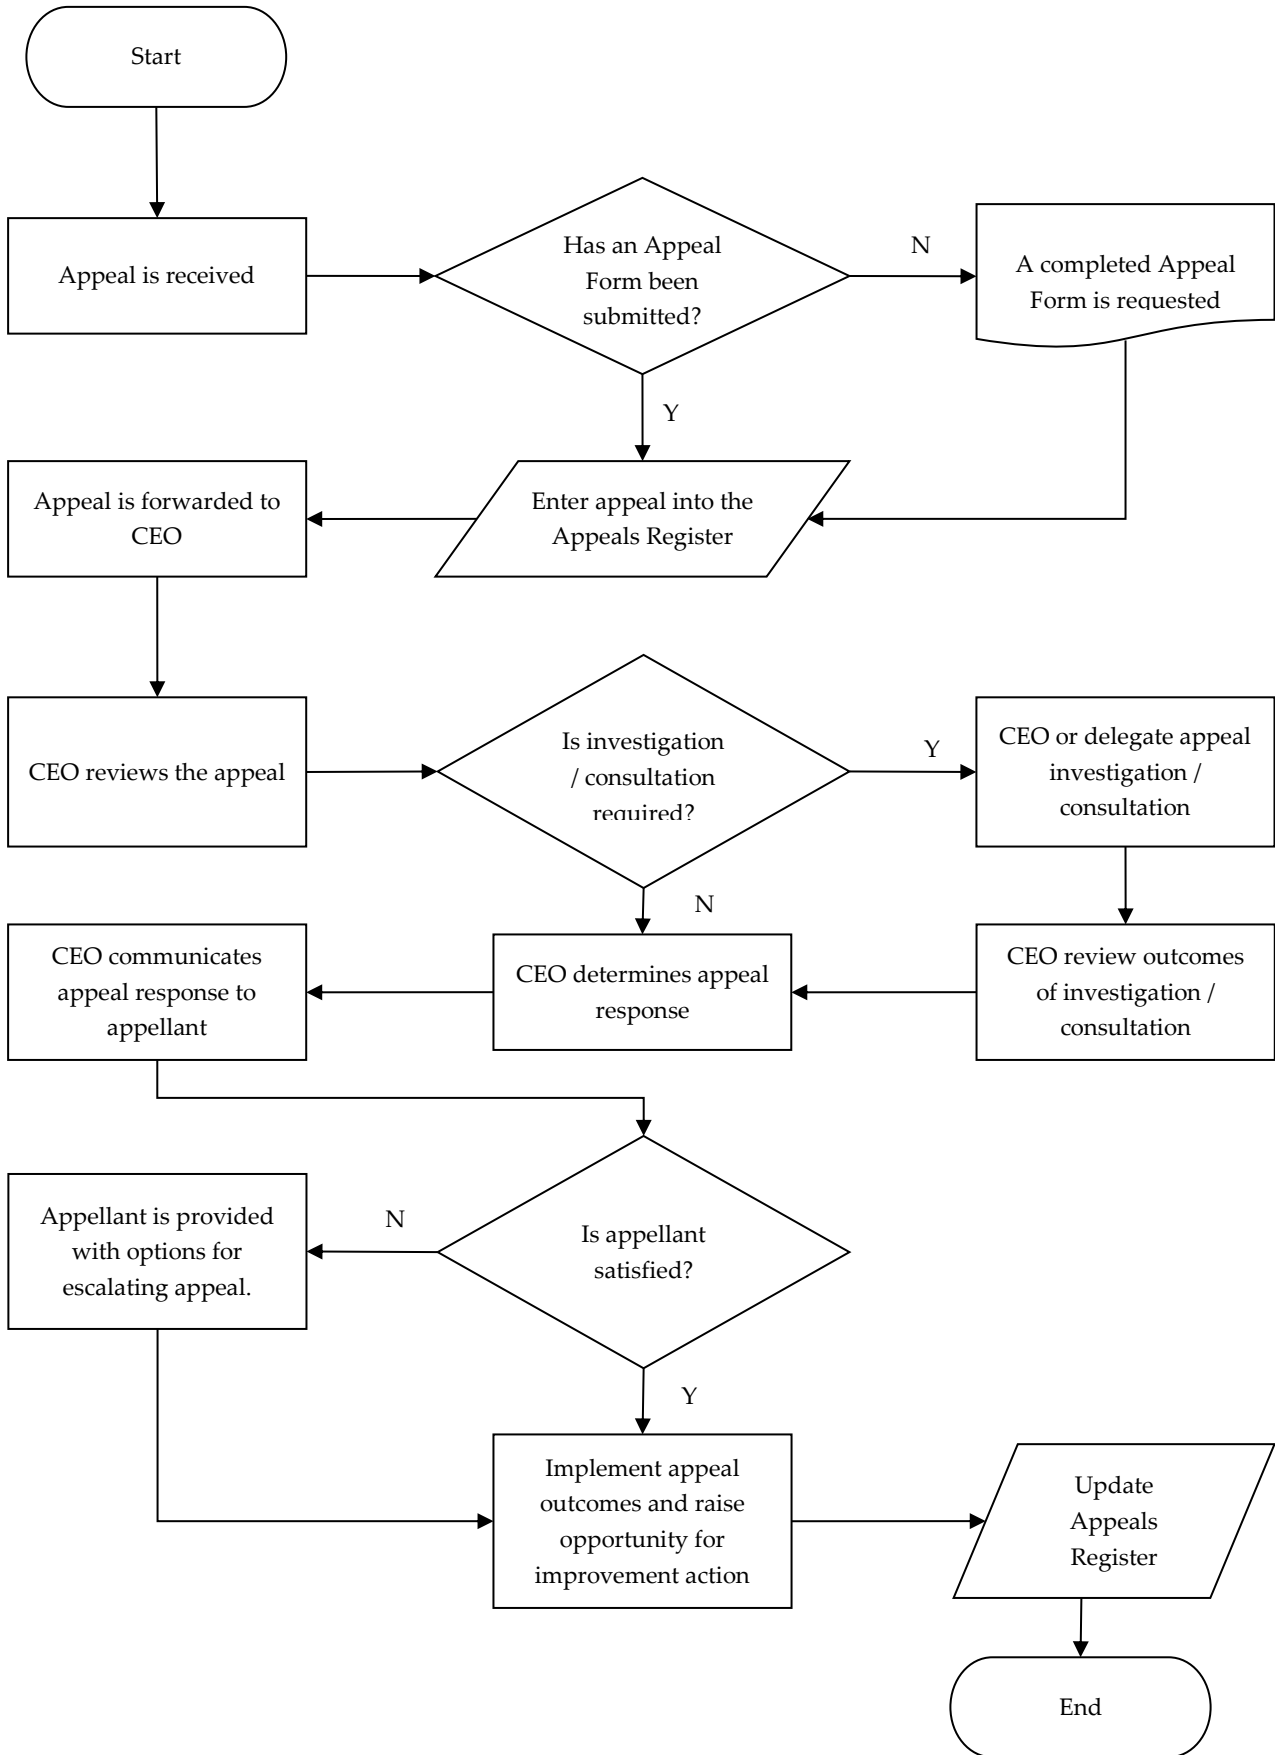 Start
Appeal is received
Has an Appeal
Form been
submitted?
N
A completed Appeal
Form is requested
Y
Enter appeal into the
Appeals Register
Appeal is forwarded to
CEO
CEO reviews the appeal
Is investigation
/ consultation
required?
Y
CEO or delegate appeal
investigation /
consultation
N
CEO review outcomes
of investigation /
consultation
CEO determines appeal
response
CEO communicates
appeal response to
appellant
Is appellant
satisfied?
N
Appellant is provided
with options for
escalating appeal.
Y
Implement appeal
outcomes and raise
opportunity for
improvement action
Update
Appeals
Register
End